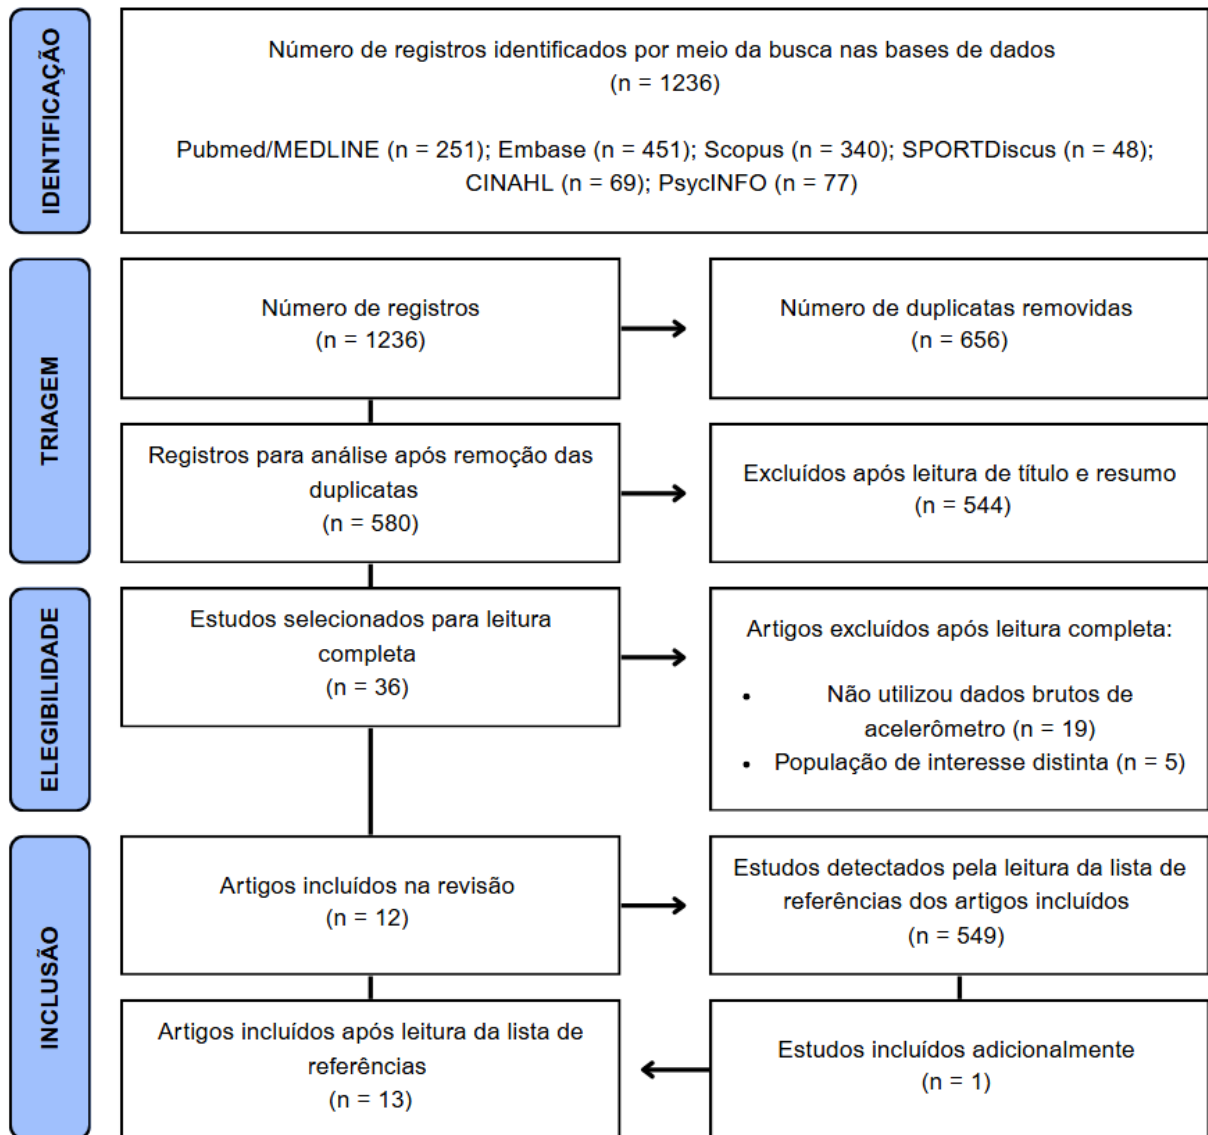 IDENTIFICAÇÃO
Número de registros identificados por meio da busca nas bases de dados
(n = 1236)
Pubmed/MEDLINE (n = 251); Embase (n = 451); Scopus (n = 340); SPORTDiscus (n = 48);
CINAHL (n = 69); PsycINFO (n = 77)
TRIAGEM
Número de registros
(n = 1236)
Número de duplicatas removidas
(n = 656)
Registros para análise após remoção das
duplicatas
(n = 580)
Excluídos após leitura de título e resumo
(n = 544)
ELEGIBILIDADE
Estudos selecionados para leitura
completa
(n = 36)
Artigos excluídos após leitura completa:
• Não utilizou dados brutos de
acelerômetro (n = 19)
• População de interesse distinta (n = 5)
INCLUSÃO
Artigos incluídos na revisão
(n = 12)
Estudos detectados pela leitura da lista de
referências dos artigos incluídos
(n = 549)
Artigos incluídos após leitura da lista de
referências
(n = 13)
Estudos incluídos adicionalmente
(n = 1)